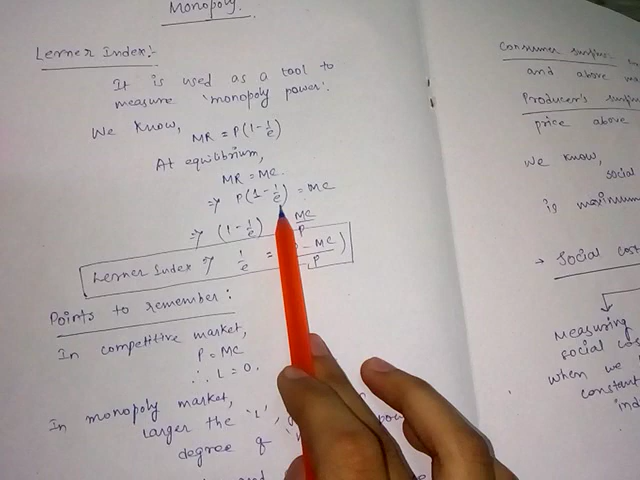 Monopoly.
Lerner Index:-
It is used as a tool to
measure 'monopoly power'.
We know, MR = P(1 - 1/e)
At equilibrium,
MR = MC.
=> P(1 - 1/e) = MC
=> (1 - 1/e) MC/P
Lerner Index => 1/e = - MC/P)
Points to remember:
In competitive market,
P = MC
∴ L = 0.
In monopoly market,
larger the 'L',
degree of
Consumer surplus:
and above
Producer's
price above
We know,
social
is maximum
→ Social cost
Measuring
social
when we
constant